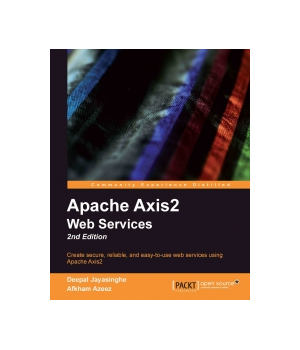 Community Experience Distilled
Apache Axis2
Web Services
2nd Edition
Create secure, reliable, and easy-to-use web services using
Apache Axis2
Deepal Jayasinghe
Afkham Azeez
PACKT open source
PUBLISHING